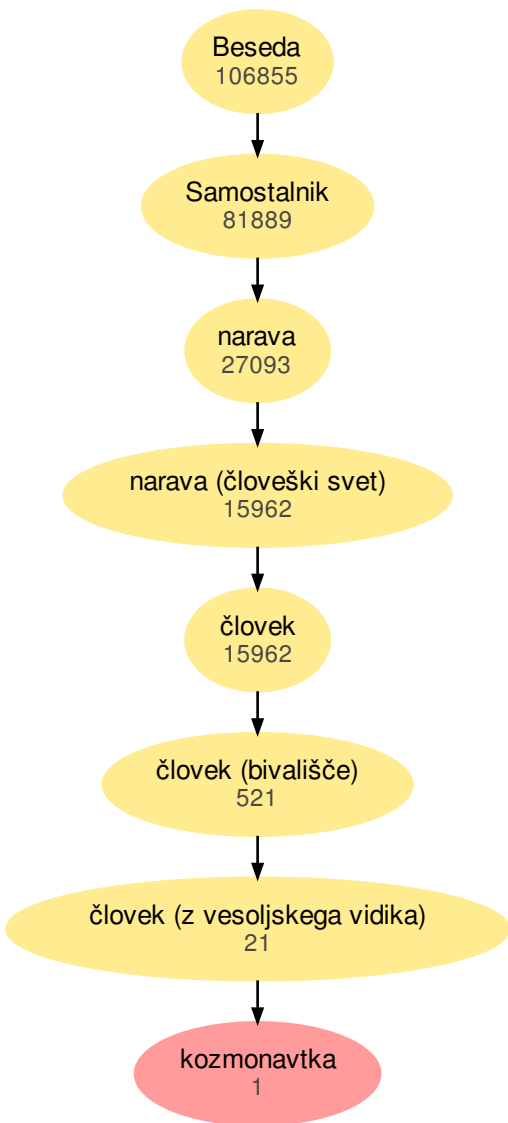 Beseda
106855
Samostalnik
81889
narava
27093
narava (človeški svet)
15962
človek
15962
človek (bivališče)
521
človek (z vesoljskega vidika)
21
kozmonavtka
1